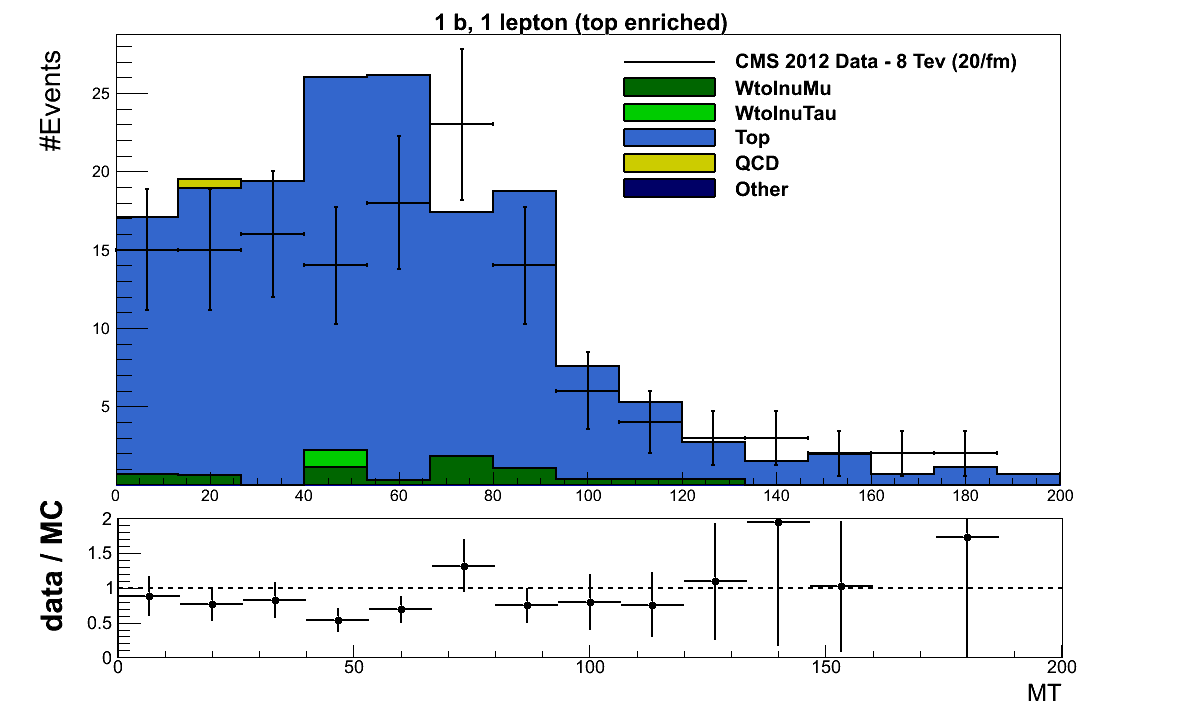 1 b, 1 lepton (top enriched)
#Events
25
20
15
10
5
CMS 2012 Data - 8 Tev (20/fm)
WtolnuMu
WtolnuTau
Top
QCD
Other
0 20 40 60 80 100 120 140 160 180 200
data / MC
2
1.5
1
0.5
0
0 50 100 150 200
MT